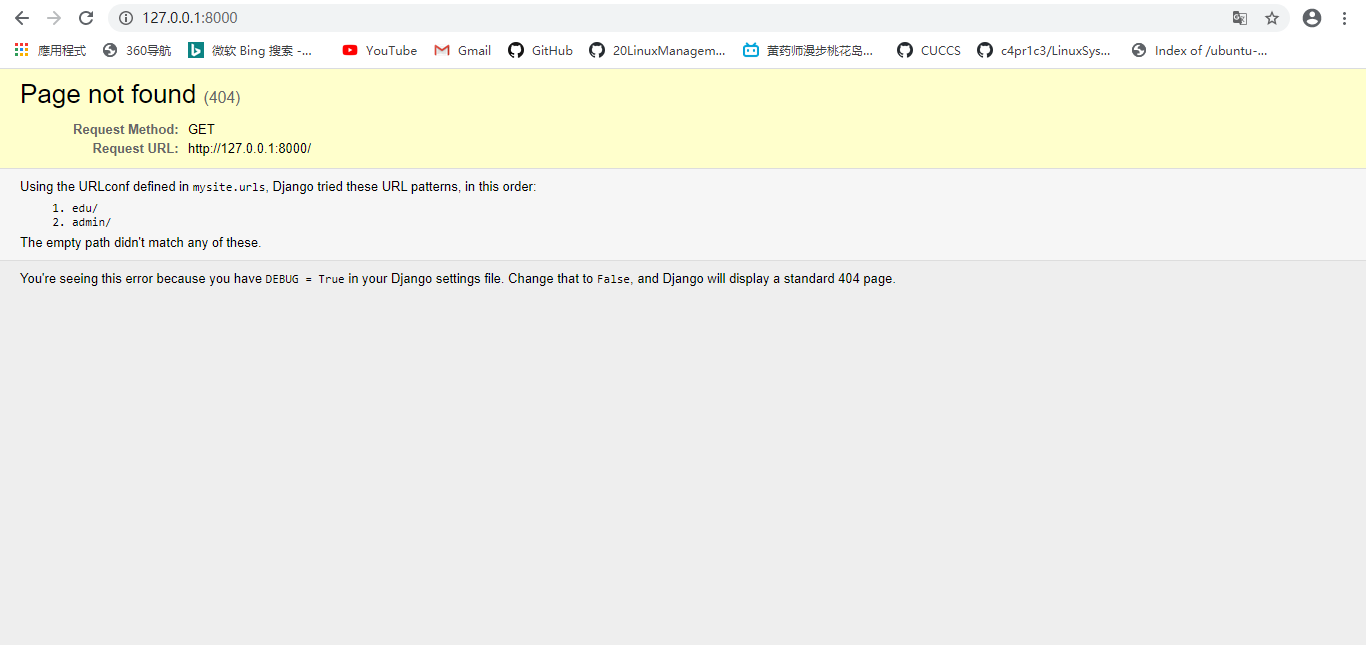 127.0.0.1:8000
應用程式 360导航 微软 Bing 搜索 -... YouTube Gmail GitHub 20LinuxManagem... 黄药师漫步桃花岛... CUCCS c4pr1c3/LinuxSys... Index of /ubuntu-...
Page not found (404)
Request Method: GET
Request URL: http://127.0.0.1:8000/
Using the URLconf defined in mysite.urls, Django tried these URL patterns, in this order:
1. edu/
2. admin/
The empty path didn't match any of these.
You're seeing this error because you have DEBUG = True in your Django settings file. Change that to False, and Django will display a standard 404 page.